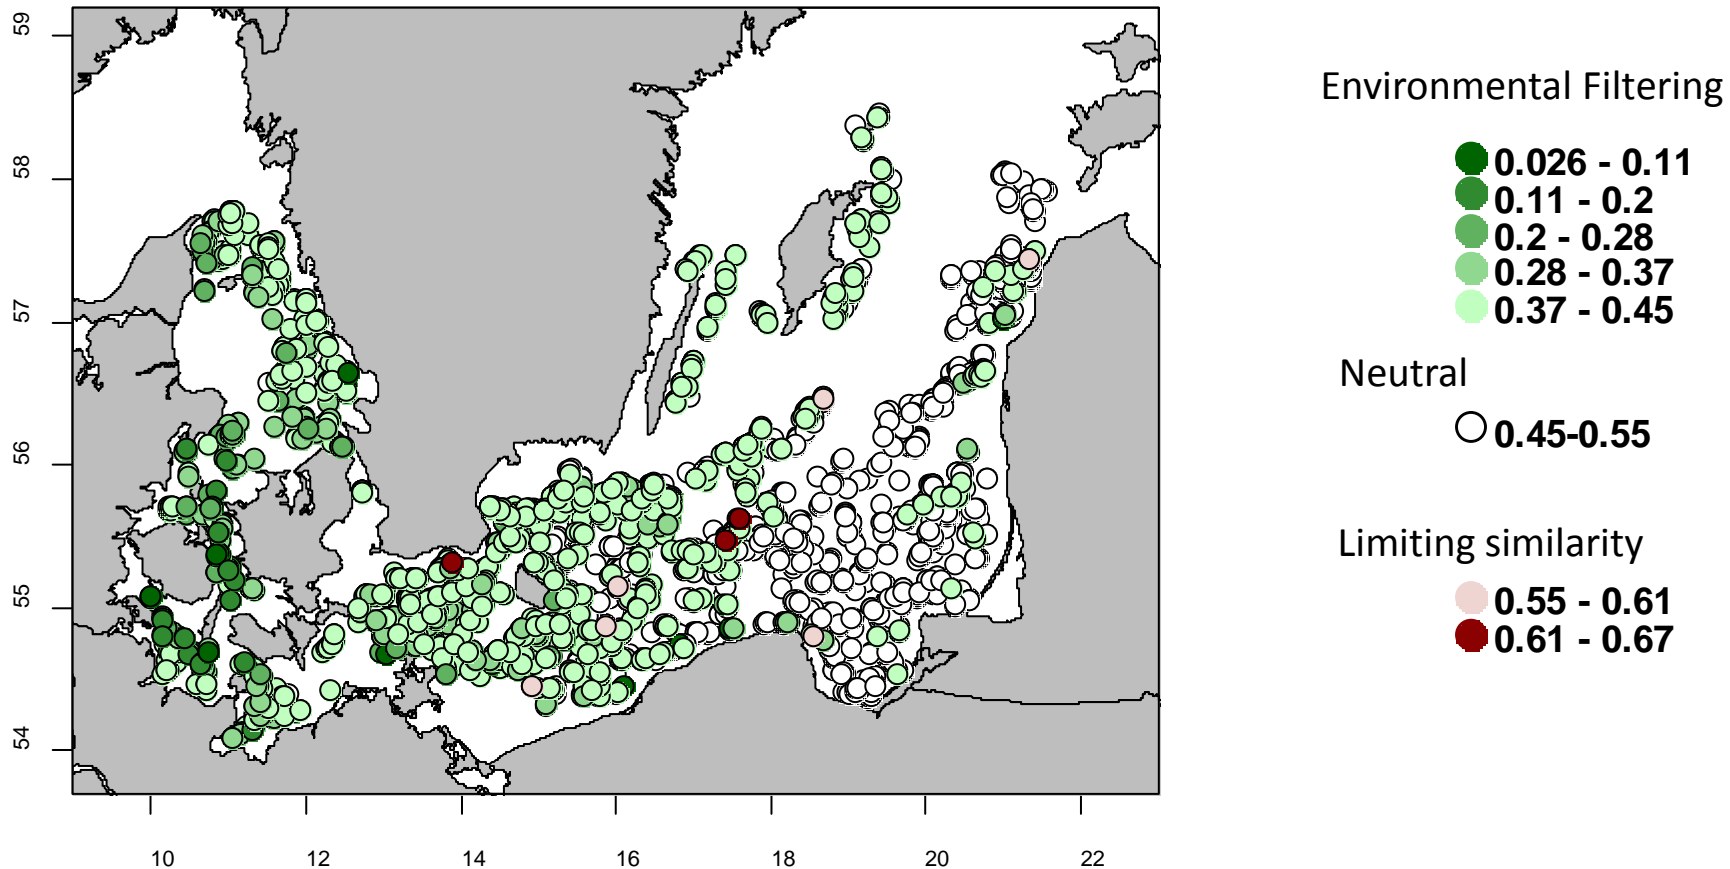 59
58
57
56
55
54
10 12 14 16 18 20 22
Environmental Filtering
0.026 - 0.11
0.11 - 0.2
0.2 - 0.28
0.28 - 0.37
0.37 - 0.45
Neutral
0.45-0.55
Limiting similarity
0.55 - 0.61
0.61 - 0.67